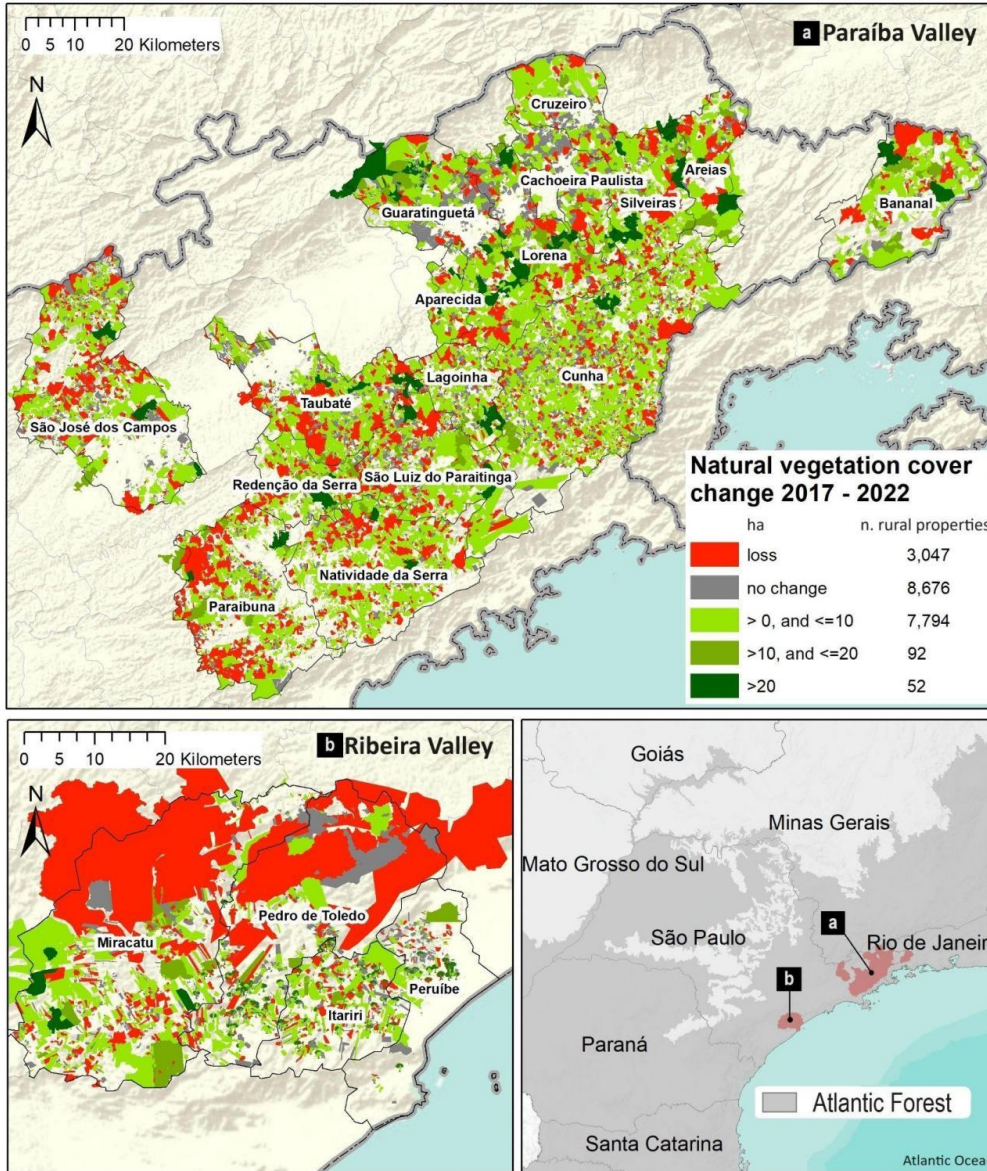 0 5 10 20 Kilometers
a Paraíba Valley
N
Cruzeiro
Cachoeira Paulista
Areias
Silveiras
Bananal
Guaratinguetá
Lorena
Aparecida
Lagoinha
Cunha
Taubaté
São José dos Campos
Redenção da Serra
São Luiz do Paraitinga
Natividade da Serra
Paraibuna
Natural vegetation cover
change 2017 - 2022
ha n. rural properties
loss 3,047
no change 8,676
> 0, and <=10 7,794
>10, and <=20 92
>20 52
0 5 10 20 Kilometers
b Ribeira Valley
N
Pedro de Toledo
Miracatu
Peruíbe
Itariri
Goiás
Minas Gerais
Mato Grosso do Sul
a
São Paulo
Rio de Janeir
b
Paraná
Atlantic Forest
Santa Catarina
Atlantic Ocea